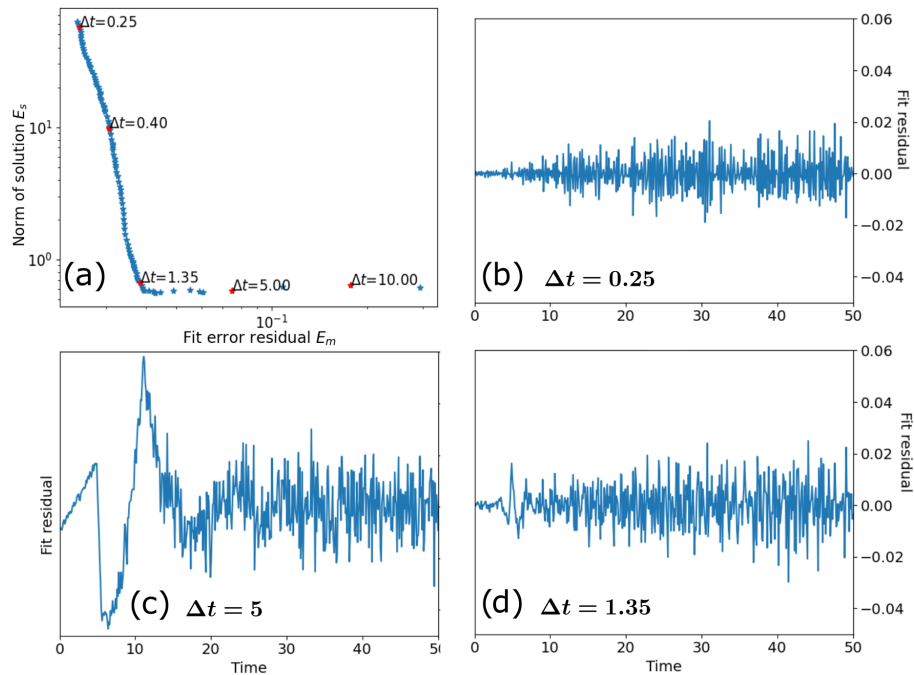 Δt=0.25
Δt=0.40
Δt=1.35
Δt=5.00
Δt=10.00
10¹
10⁰
Norm of solution Eₛ
(a)
10⁻¹
Fit error residual Eₘ
0.06
0.04
0.02
0.00
−0.02
−0.04
Fit residual
(b) Δt = 0.25
0 10 20 30 40 50
Fit residual
(c) Δt = 5
0 10 20 30 40 50
Time
0.06
0.04
0.02
0.00
−0.02
−0.04
Fit residual
(d) Δt = 1.35
0 10 20 30 40 50
Time